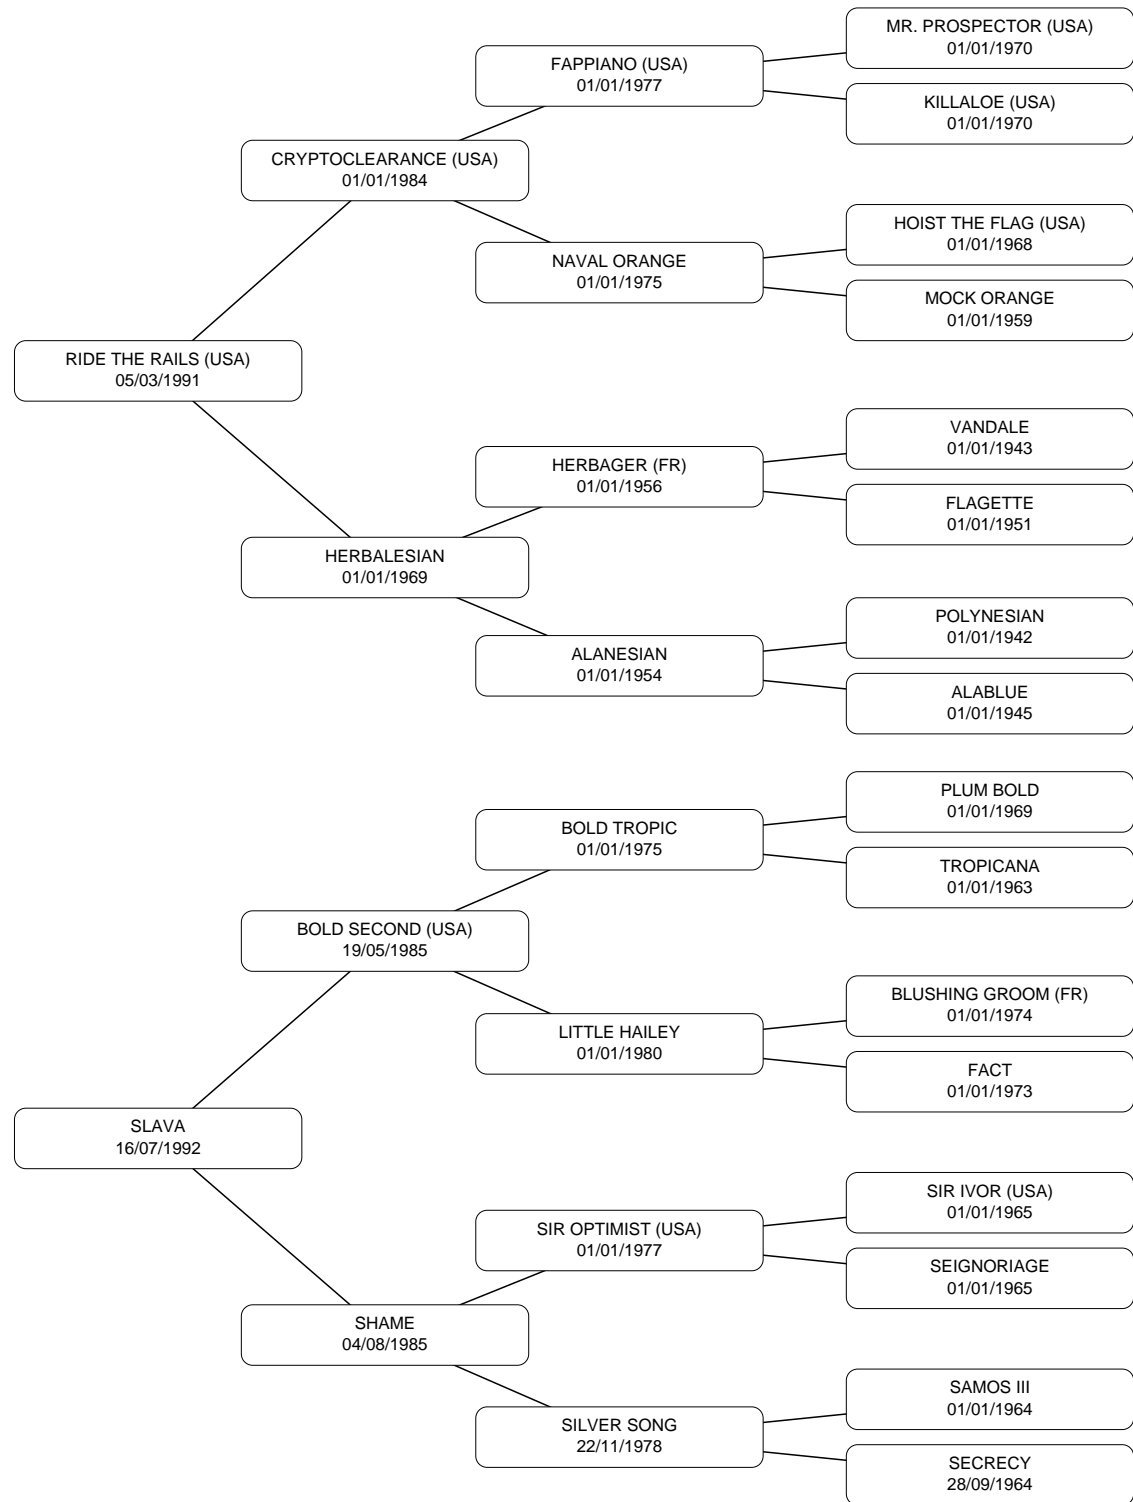 MR. PROSPECTOR (USA)
01/01/1970
FAPPIANO (USA)
01/01/1977
KILLALOE (USA)
01/01/1970
CRYPTOCLEARANCE (USA)
01/01/1984
HOIST THE FLAG (USA)
01/01/1968
NAVAL ORANGE
01/01/1975
MOCK ORANGE
01/01/1959
RIDE THE RAILS (USA)
05/03/1991
VANDALE
01/01/1943
HERBAGER (FR)
01/01/1956
FLAGETTE
01/01/1951
HERBALESIAN
01/01/1969
POLYNESIAN
01/01/1942
ALANESIAN
01/01/1954
ALABLUE
01/01/1945
PLUM BOLD
01/01/1969
BOLD TROPIC
01/01/1975
TROPICANA
01/01/1963
BOLD SECOND (USA)
19/05/1985
BLUSHING GROOM (FR)
01/01/1974
LITTLE HAILEY
01/01/1980
FACT
01/01/1973
SLAVA
16/07/1992
SIR IVOR (USA)
01/01/1965
SIR OPTIMIST (USA)
01/01/1977
SEIGNORIAGE
01/01/1965
SHAME
04/08/1985
SAMOS III
01/01/1964
SILVER SONG
22/11/1978
SECRECY
28/09/1964